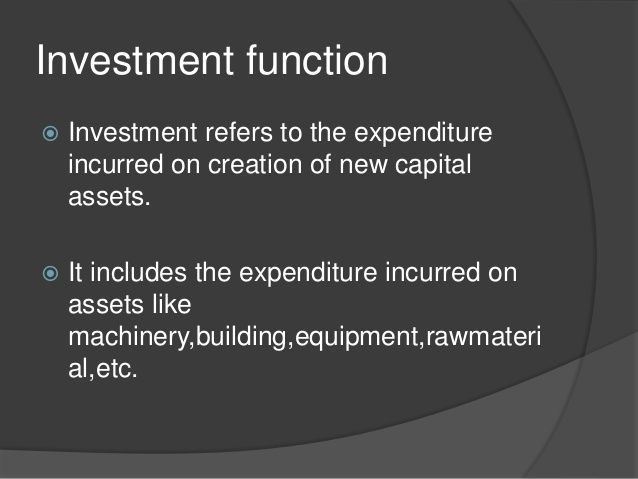 Investment function
Investment refers to the expenditure
incurred on creation of new capital
assets.
It includes the expenditure incurred on
assets like
machinery,building,equipment,rawmateri
al,etc.